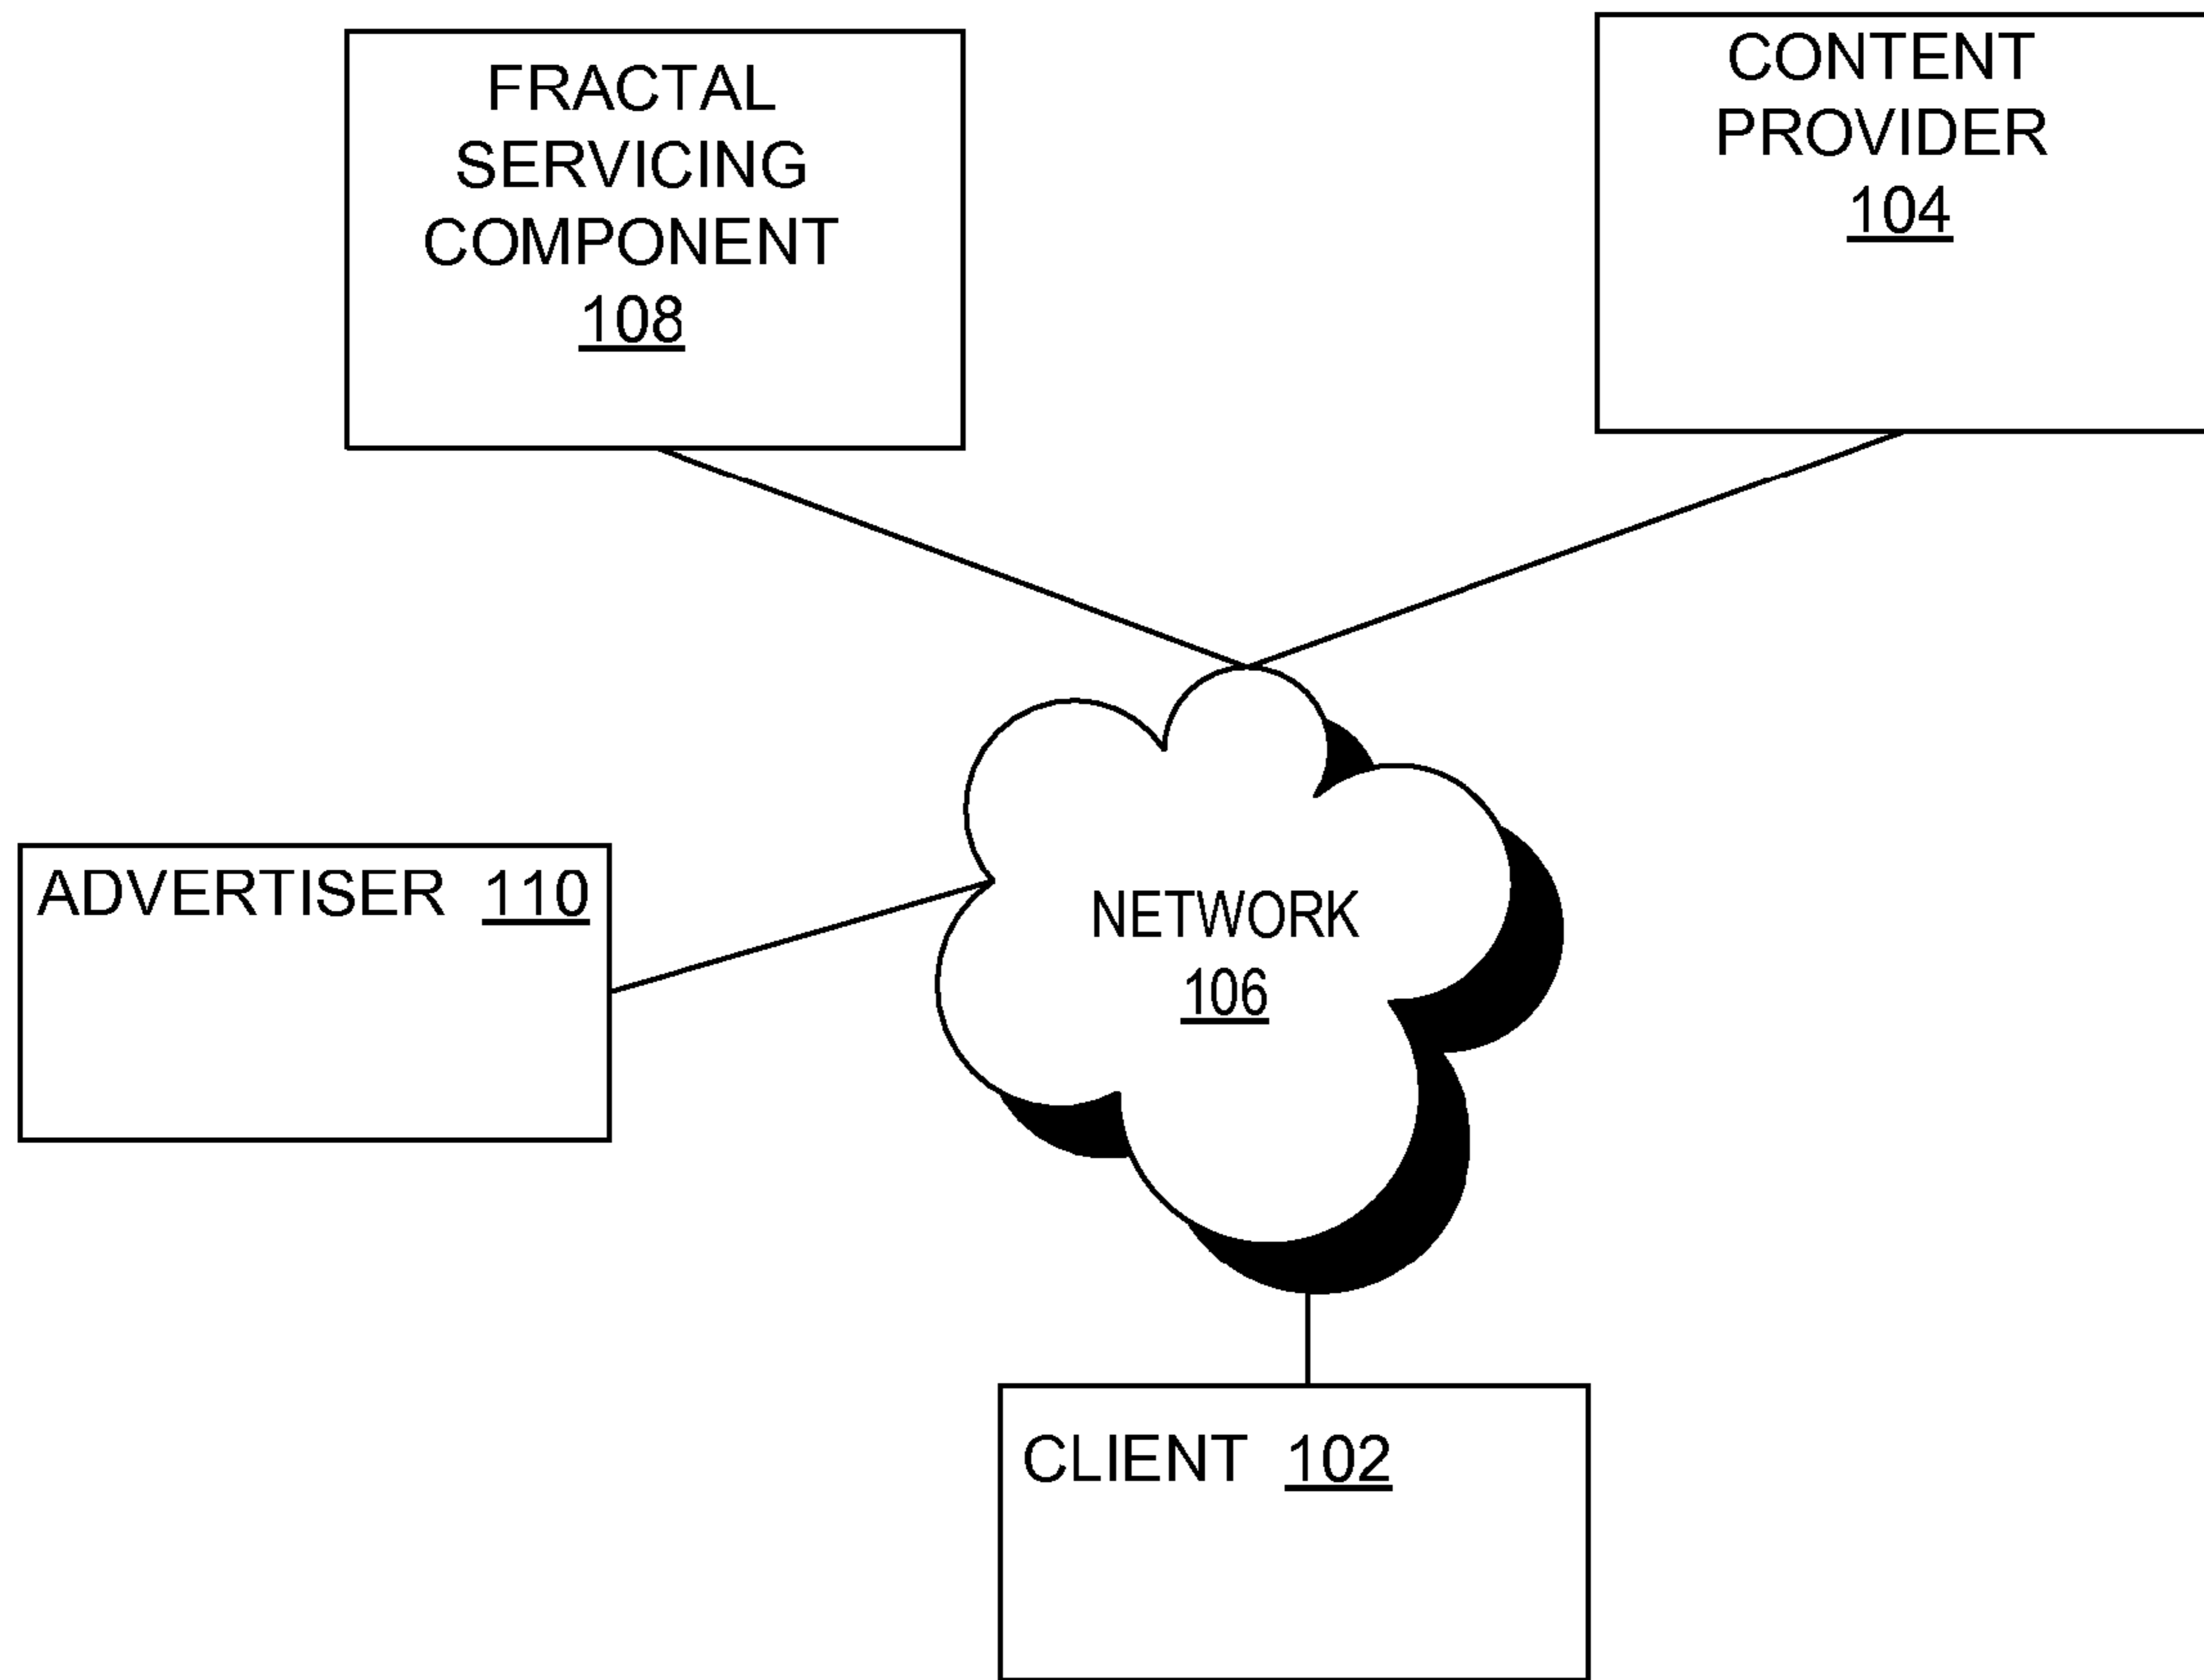 FRACTAL
SERVICING
COMPONENT
108
CONTENT
PROVIDER
104
ADVERTISER 110
NETWORK
106
CLIENT 102